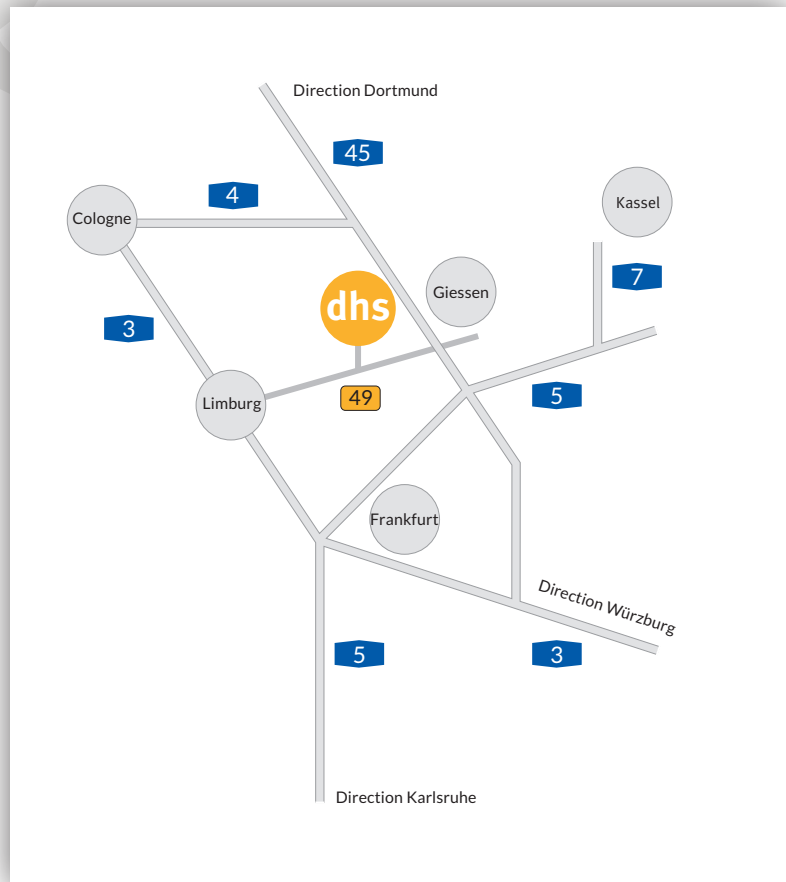 Direction Dortmund
45
4
Kassel
Cologne
7
Giessen
dhs
3
49
5
Limburg
Frankfurt
Direction Würzburg
5
3
Direction Karlsruhe